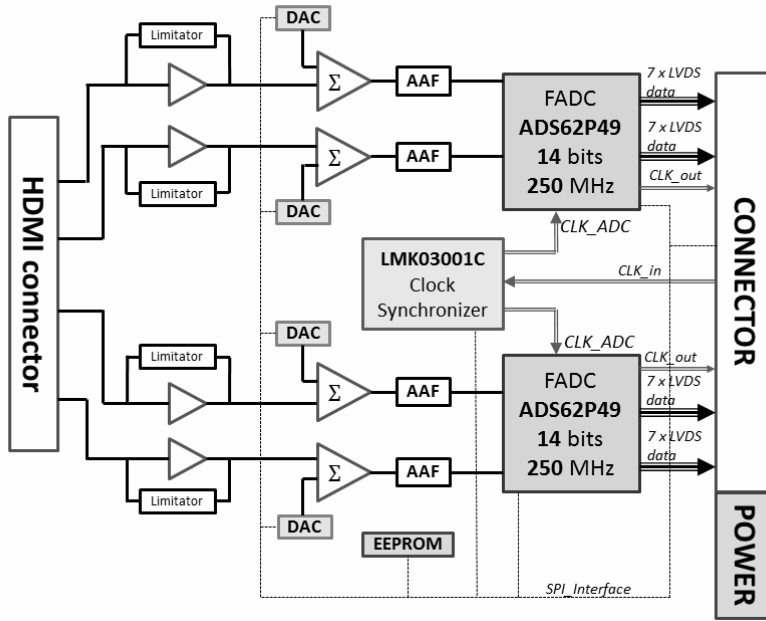 DAC
Limitator
Σ
AAF
FADC
ADS62P49
14 bits
250 MHz
7 x LVDS
data
7 x LVDS
data
CLK_out
Σ
AAF
Limitator
DAC
HDMI connector
CLK_ADC
LMK03001C
Clock
Synchronizer
CLK_in
CONNECTOR
DAC
CLK_ADC
CLK_out
Limitator
Σ
AAF
FADC
ADS62P49
14 bits
250 MHz
7 x LVDS
data
7 x LVDS
data
Σ
AAF
Limitator
DAC
EEPROM
SPI_Interface
POWER